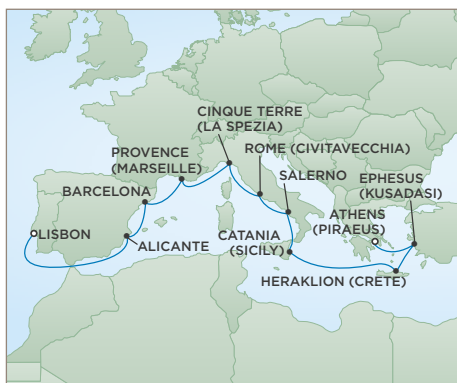 CINQUE TERRE
(LA SPEZIA)
ROME (CIVITAVECCHIA)
PROVENCE
(MARSEILLE)
SALERNO
EPHESUS
(KUSADASI)
BARCELONA
ATHENS
(PIRAEUS)
LISBON
ALICANTE
CATANIA
(SICILY)
HERAKLION (CRETE)